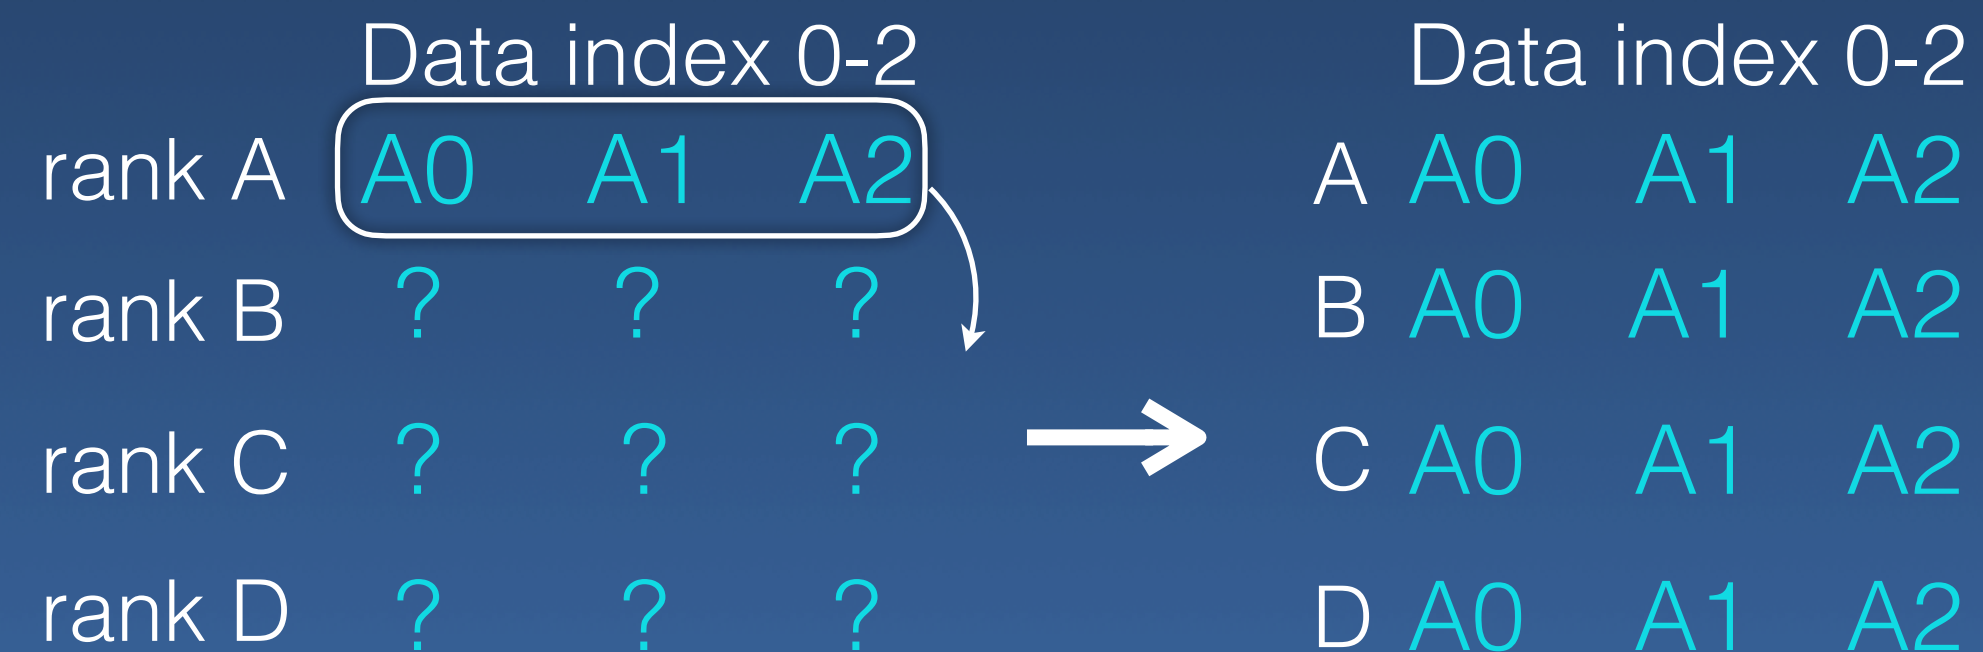 Data index 0-2 Data index 0-2
rank A A0 A1 A2 A A0 A1 A2
rank B ? ? ? B A0 A1 A2
rank C ? ? ? C A0 A1 A2
rank D ? ? ? D A0 A1 A2